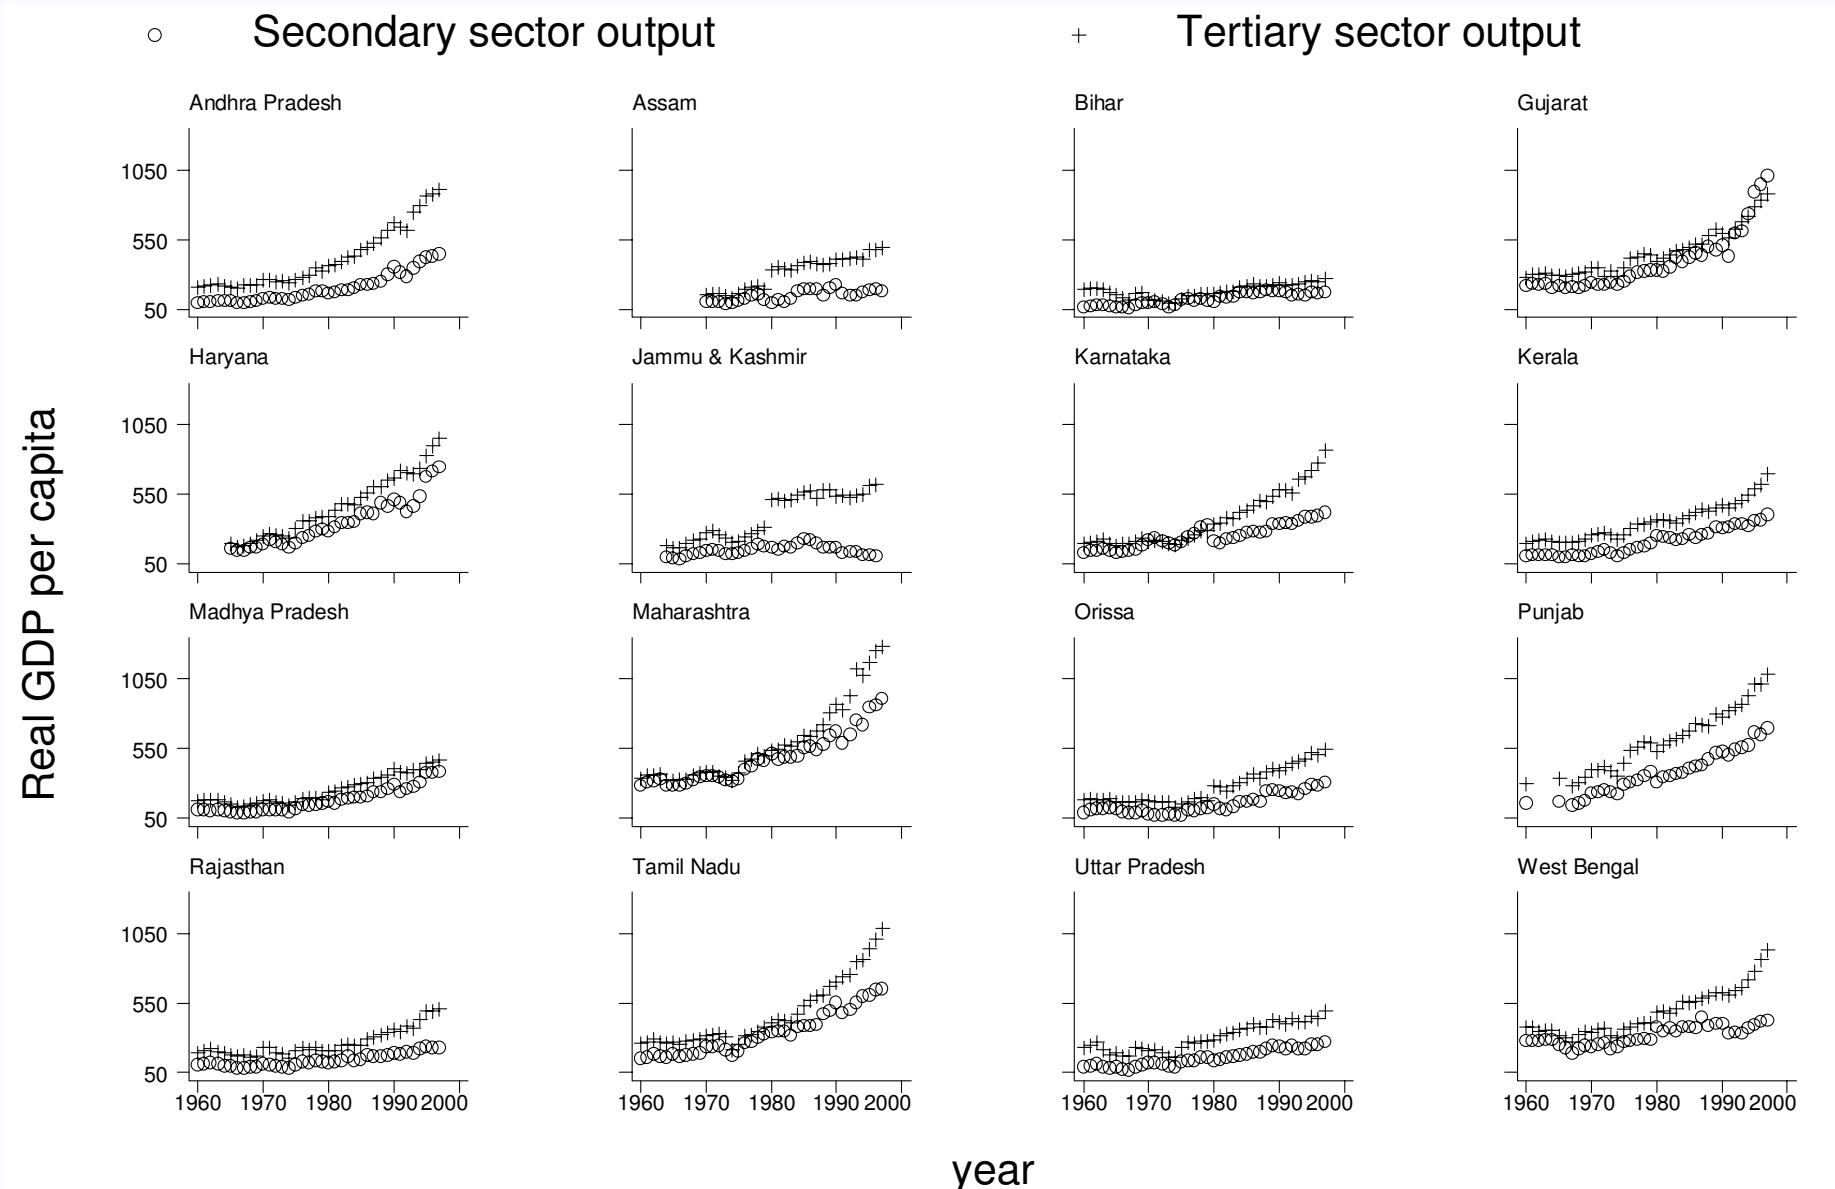 Secondary sector output
Tertiary sector output
Andhra Pradesh
Assam
Bihar
Gujarat
1050
550
50
Haryana
Jammu & Kashmir
Karnataka
Kerala
1050
550
50
Real GDP per capita
Madhya Pradesh
Maharashtra
Orissa
Punjab
1050
550
50
Rajasthan
Tamil Nadu
Uttar Pradesh
West Bengal
1050
550
50
1960 1970 1980 1990 2000
1960 1970 1980 1990 2000
1960 1970 1980 1990 2000
1960 1970 1980 1990 2000
year